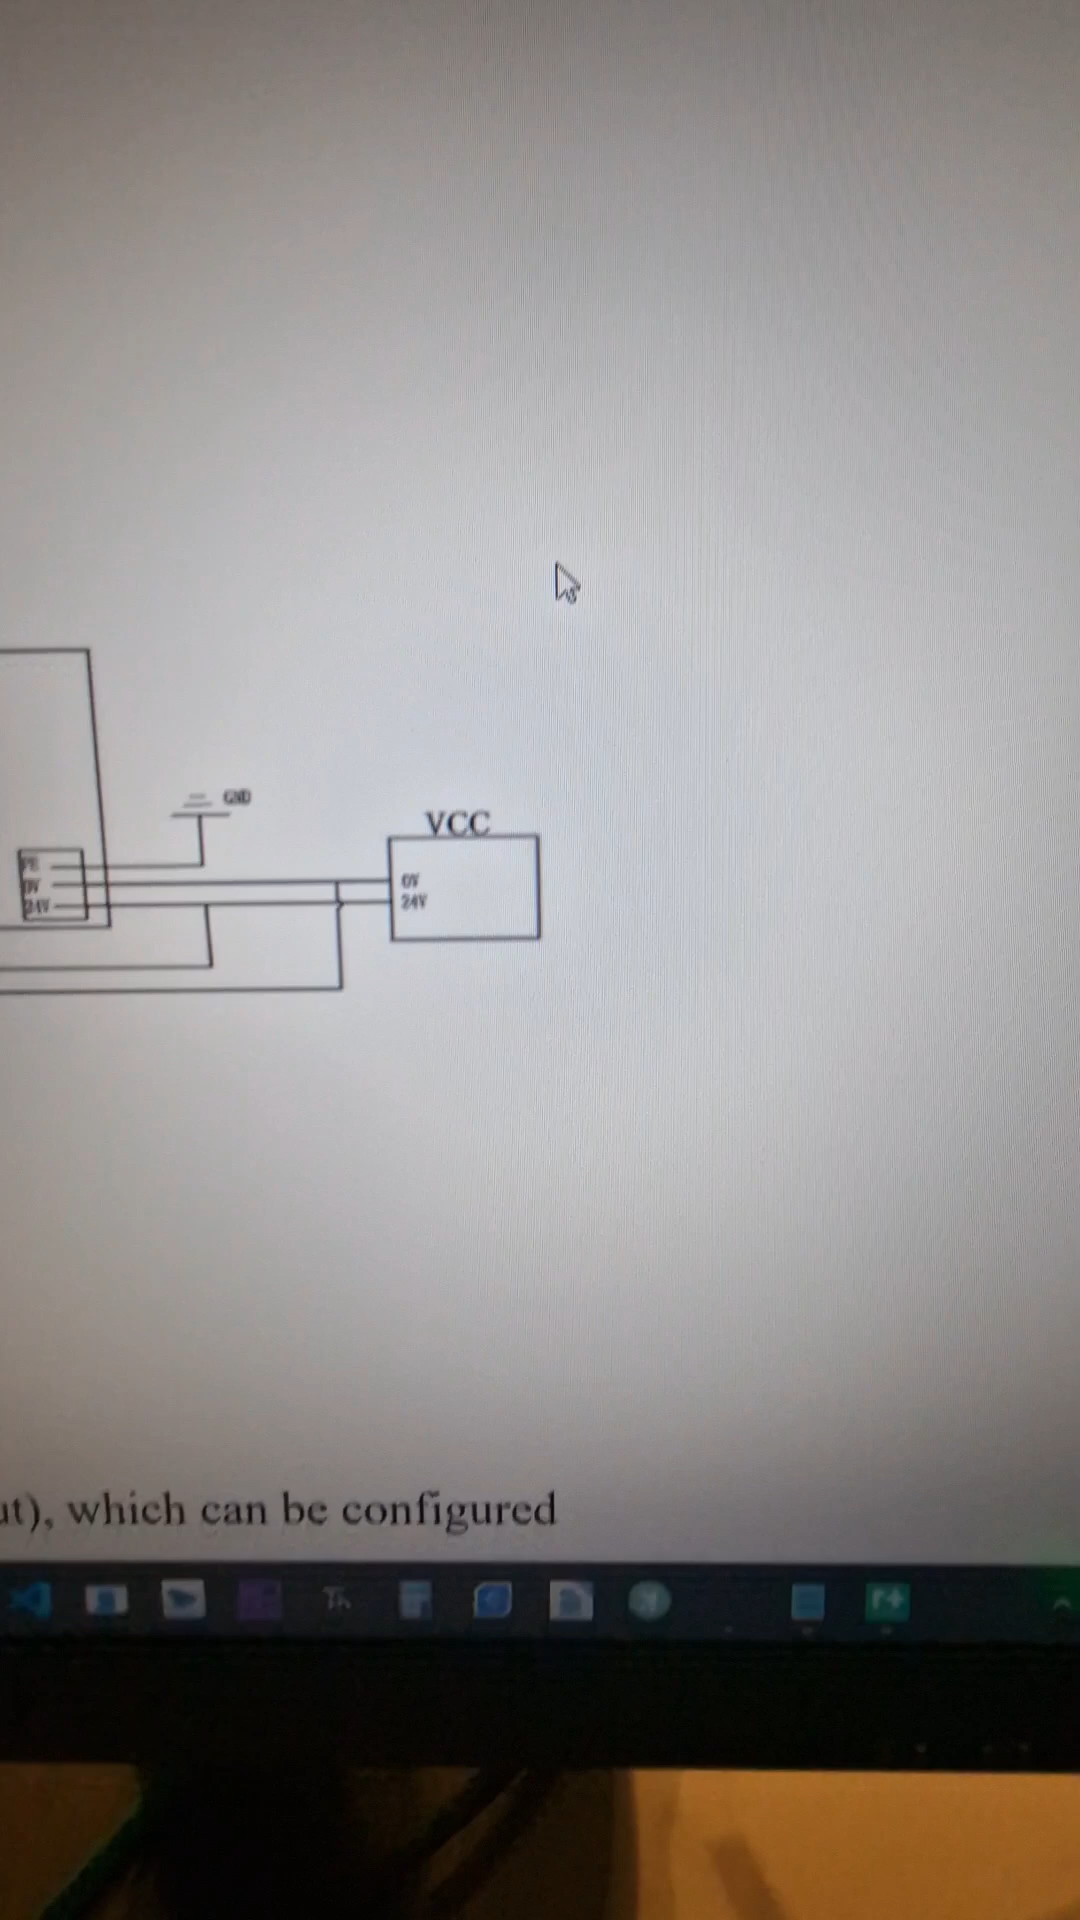 GND
VCC
PE
0V
24V
0V
24V
ut), which can be configured